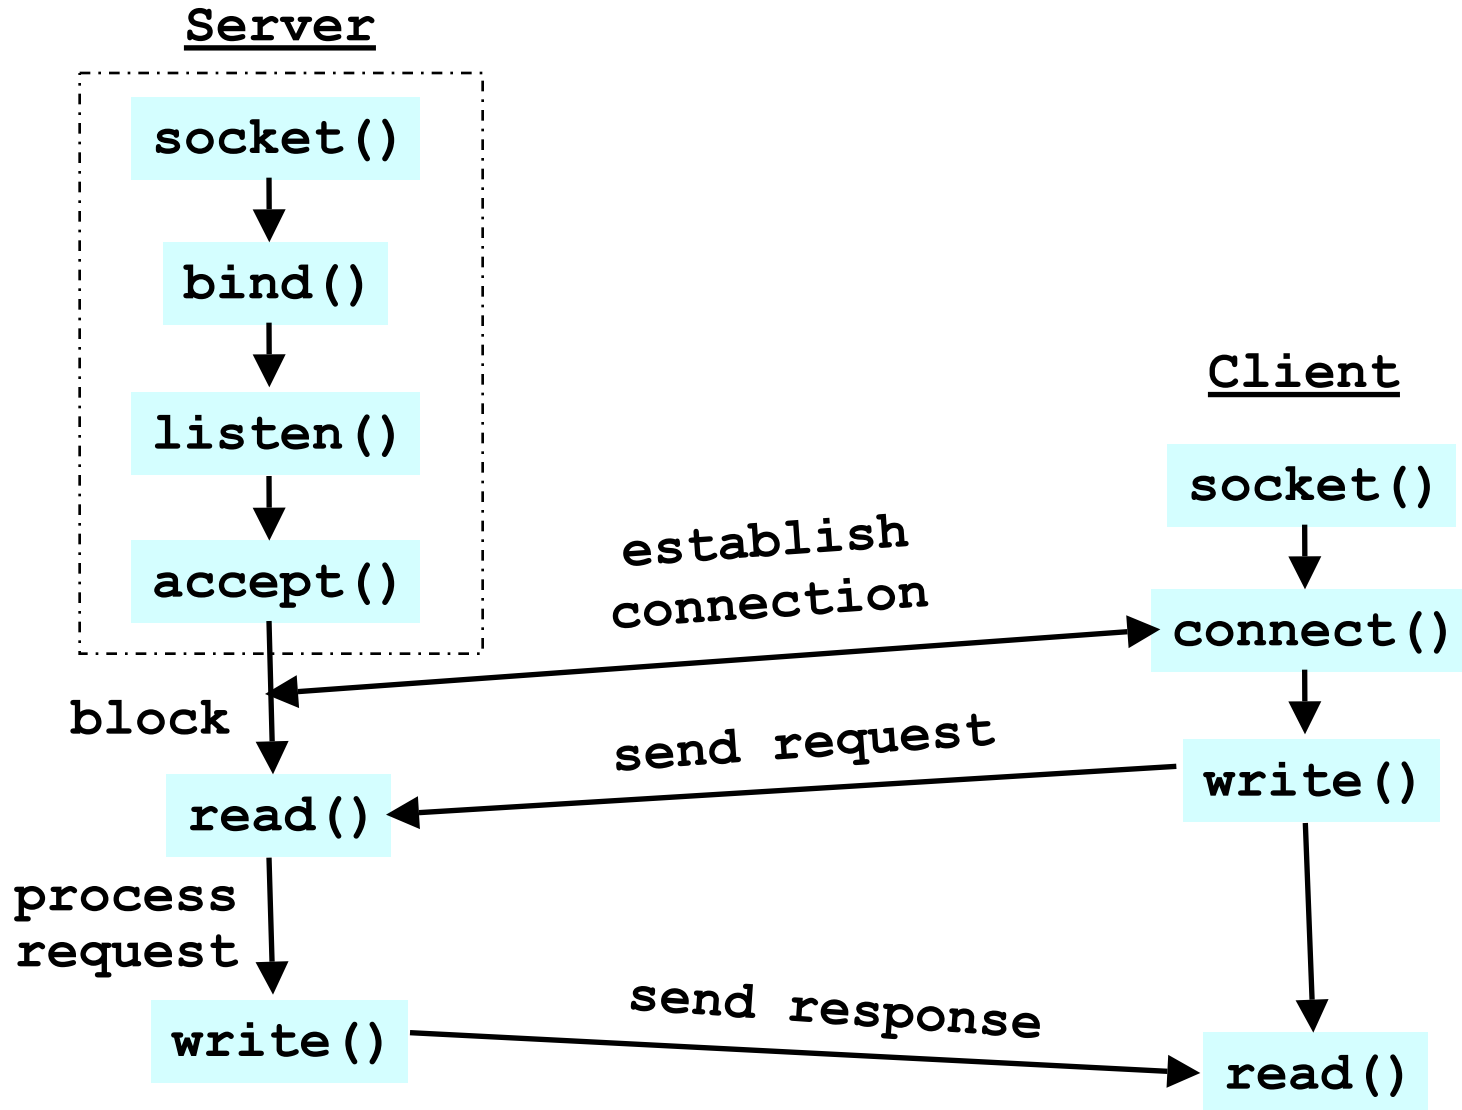 Server
socket()
bind()
listen()
accept()
block
read()
process
request
write()
establish
connection
send request
send response
Client
socket()
connect()
write()
read()